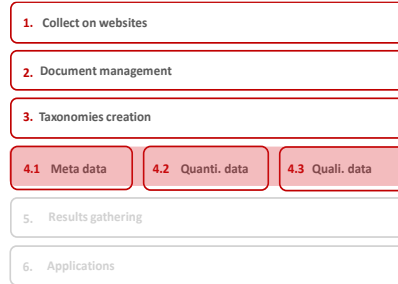 1. Collect on websites
2. Document management
3. Taxonomies creation
4.1 Meta data 4.2 Quanti. data 4.3 Quali. data
5. Results gathering
6. Applications